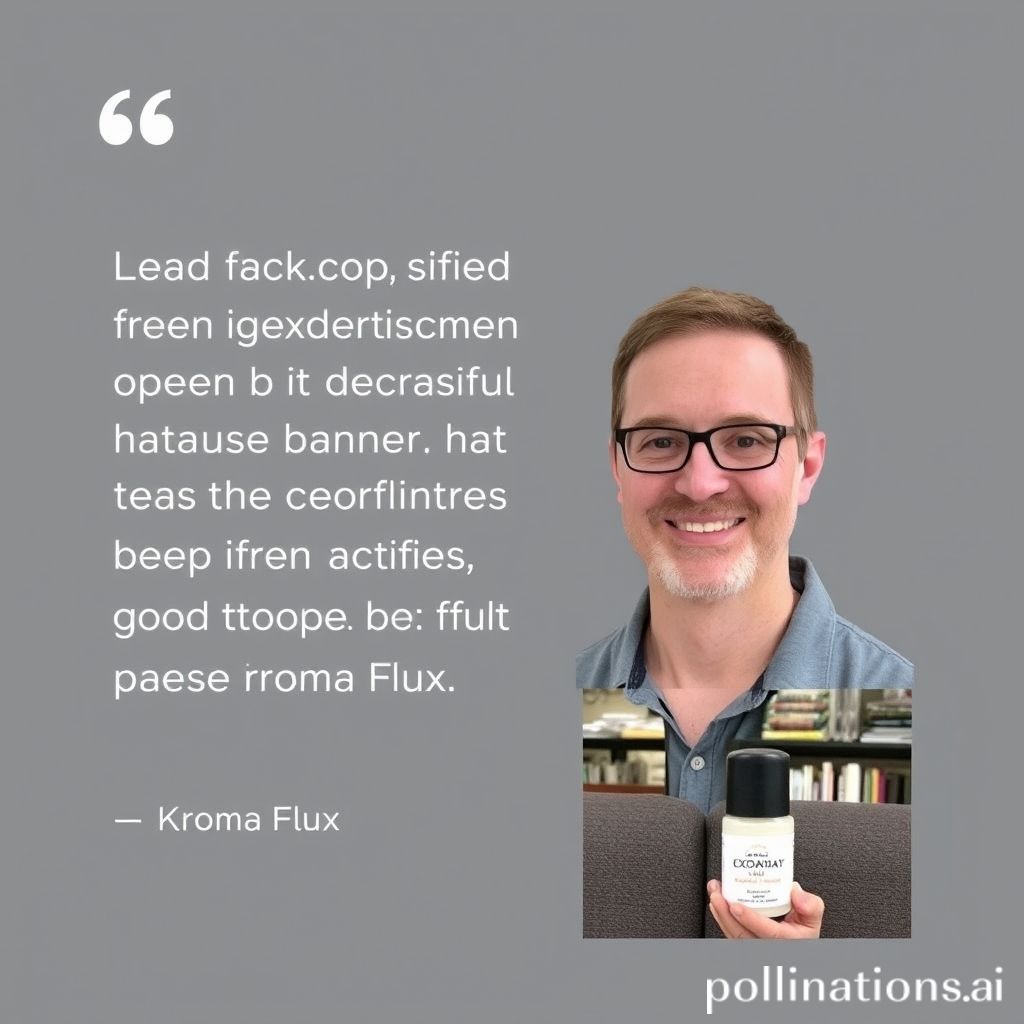 “
Lead fack.cop, sified
freen igexdertiscmen
opeen b it decrasiful
hatause banner. hat
teas the ceorflintres
beep ifren actifies,
good ttoope. be: ffult
paese rroma Flux.
— Kroma Flux
pollinations.ai